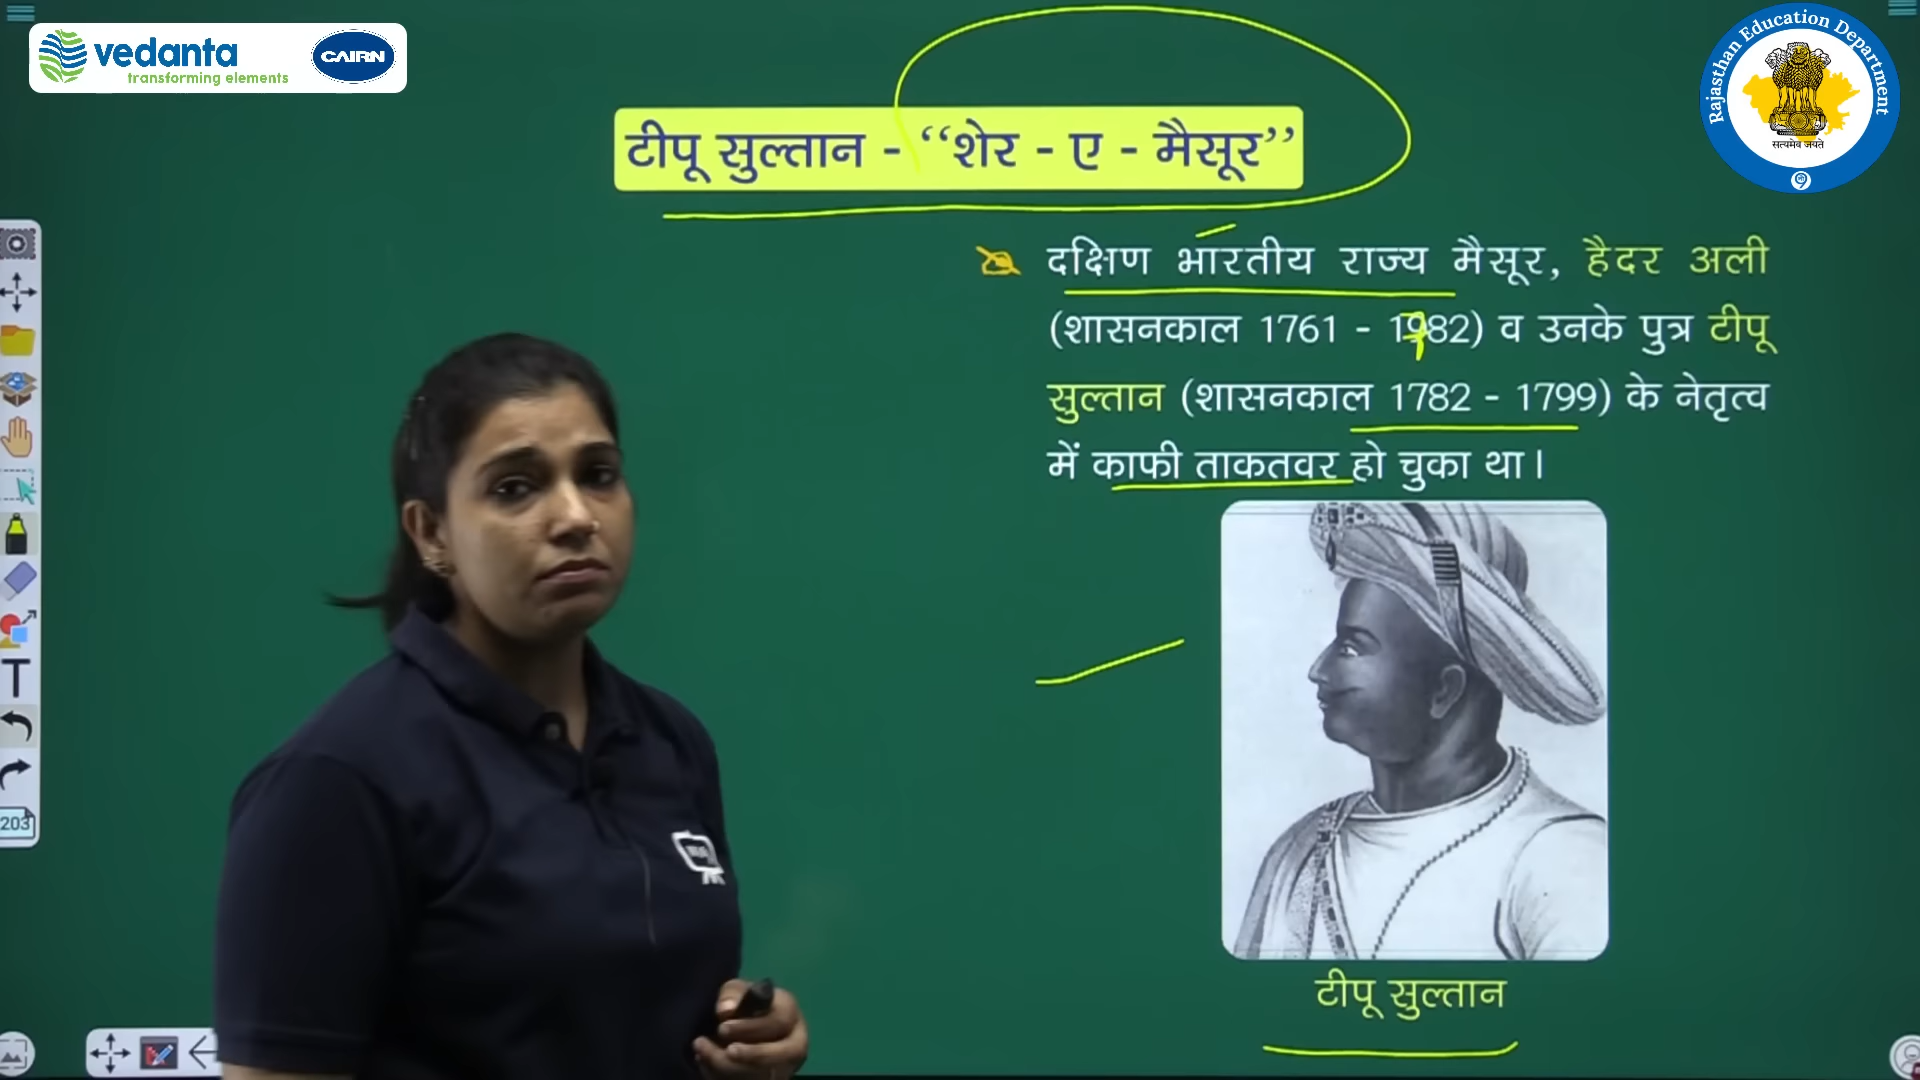 vedanta
transforming elements
CAIRN
Rajasthan Education Department
सत्यमेव जयते
टीपू सुल्तान - “शेर - ए - मैसूर”
दक्षिण भारतीय राज्य मैसूर, हैदर अली
(शासनकाल 1761 - 1782) व उनके पुत्र टीपू
सुल्तान (शासनकाल 1782 - 1799) के नेतृत्व
में काफी ताकतवर हो चुका था।
टीपू सुल्तान
T
203